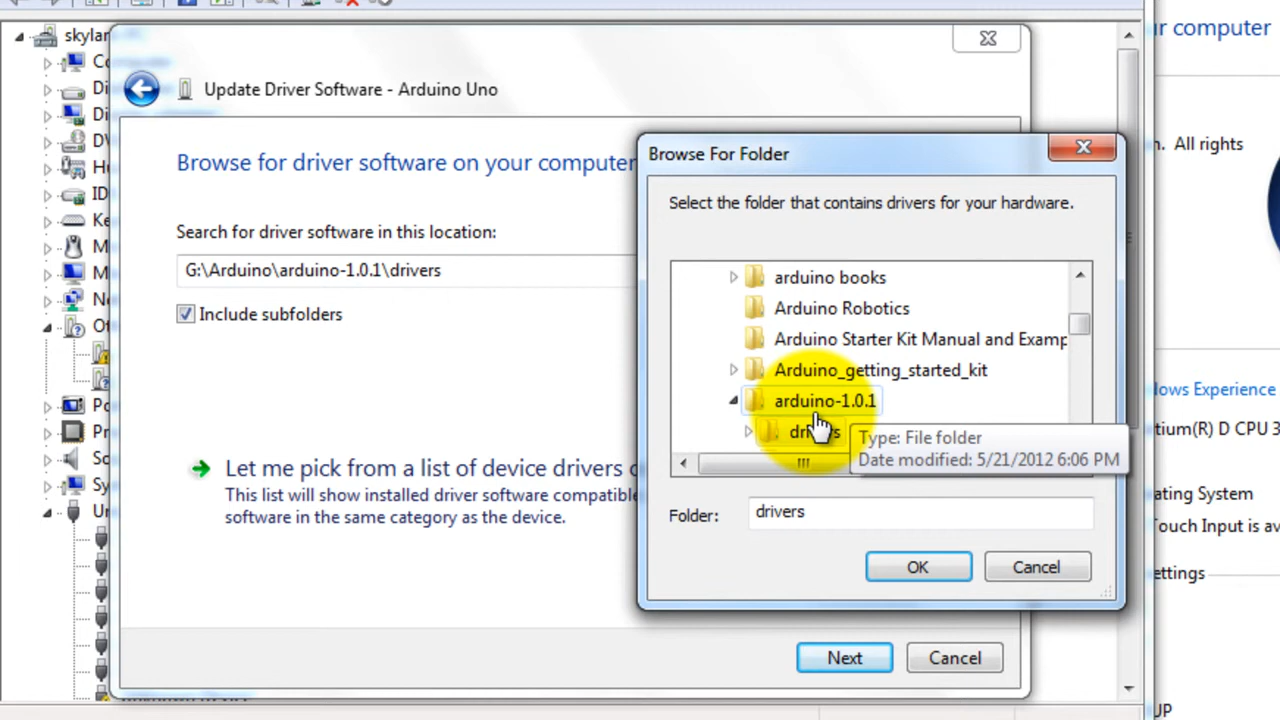 skylar
Update Driver Software - Arduino Uno
Browse for driver software on your computer
Search for driver software in this location:
G:\Arduino\arduino-1.0.1\drivers
Include subfolders
Let me pick from a list of device drivers
This list will show installed driver software compatible
software in the same category as the device.
Next
Cancel
Browse For Folder
Select the folder that contains drivers for your hardware.
arduino books
Arduino Robotics
Arduino Starter Kit Manual and Examp
Arduino_getting_started_kit
arduino-1.0.1
Type: File folder
Date modified: 5/21/2012 6:06 PM
Folder:
drivers
OK
Cancel
computer
All rights
dows Experience
tium(R) D CPU 3
ating System
Touch Input is av
ettings